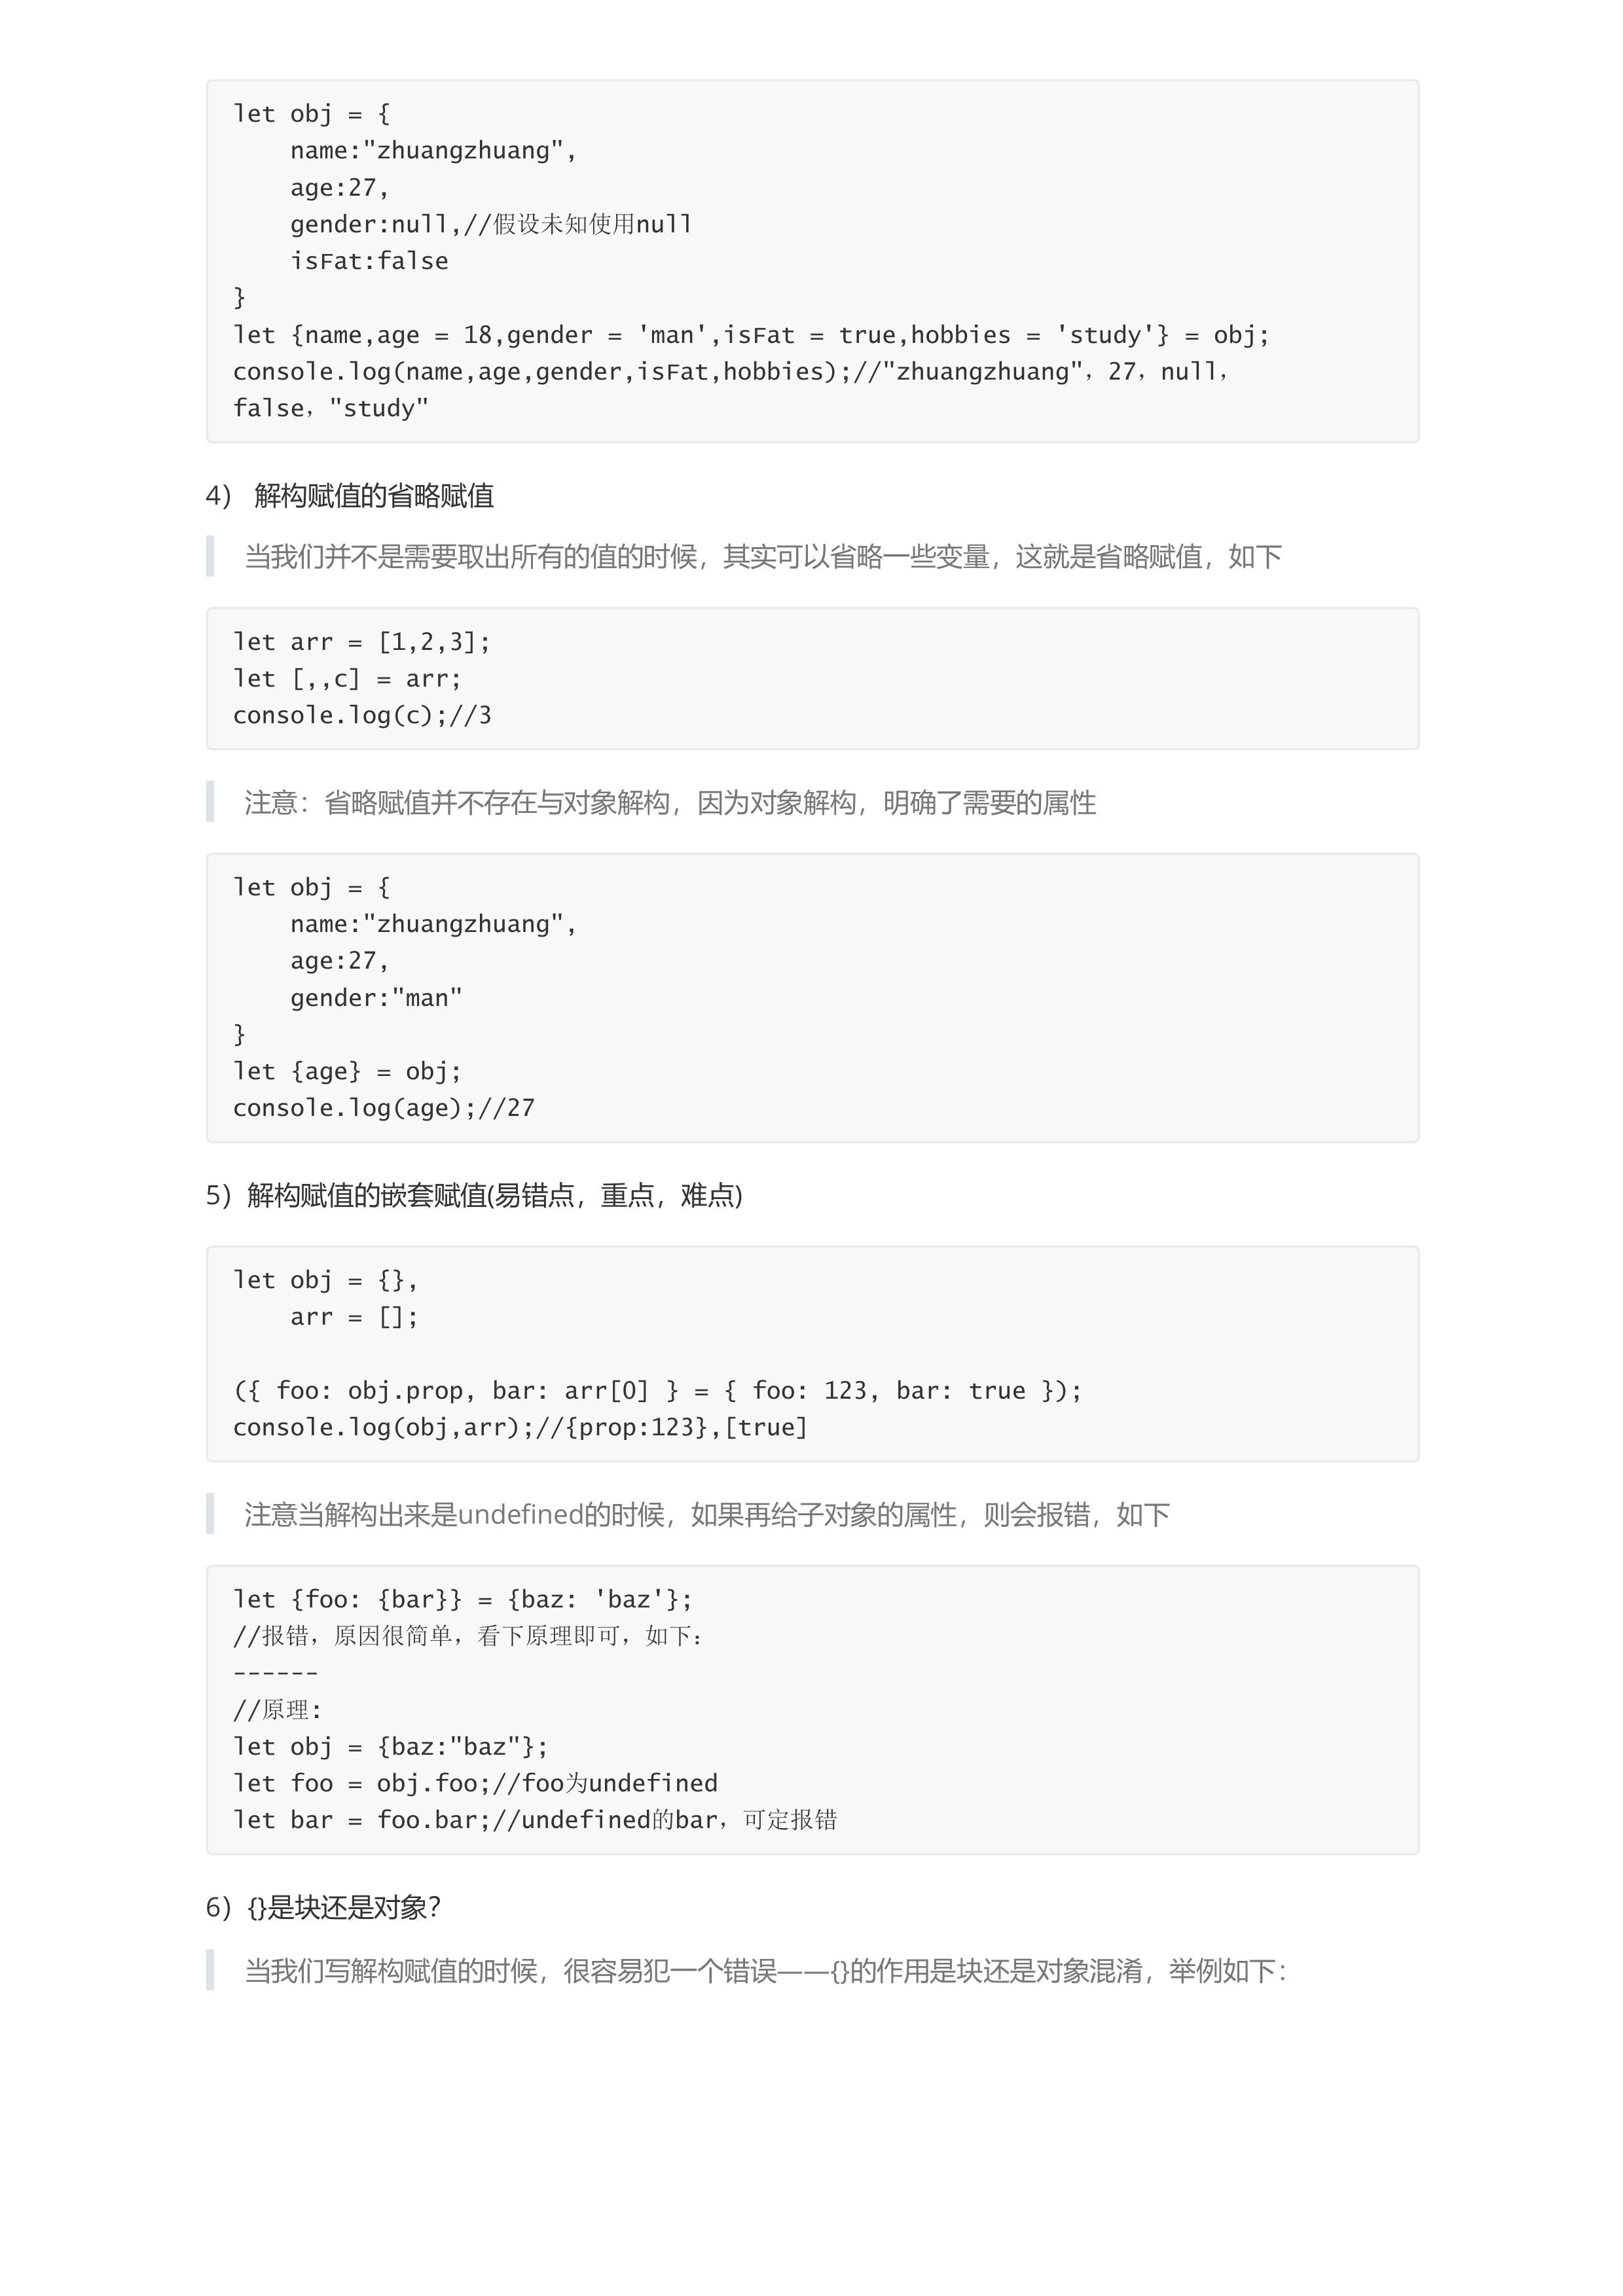 let obj = {
    name:"zhuangzhuang",
    age:27,
    gender:null,//假设未知使用null
    isFat:false
}
let {name,age = 18,gender = 'man',isFat = true,hobbies = 'study'} = obj;
console.log(name,age,gender,isFat,hobbies);//"zhuangzhuang"，27，null，
false，"study"
4） 解构赋值的省略赋值
当我们并不是需要取出所有的值的时候，其实可以省略一些变量，这就是省略赋值，如下
let arr = [1,2,3];
let [,,c] = arr;
console.log(c);//3
注意：省略赋值并不存在与对象解构，因为对象解构，明确了需要的属性
let obj = {
    name:"zhuangzhuang",
    age:27,
    gender:"man"
}
let {age} = obj;
console.log(age);//27
5）解构赋值的嵌套赋值(易错点，重点，难点)
let obj = {},
    arr = [];
({ foo: obj.prop, bar: arr[0] } = { foo: 123, bar: true });
console.log(obj,arr);//{prop:123},[true]
注意当解构出来是undefined的时候，如果再给子对象的属性，则会报错，如下
let {foo: {bar}} = {baz: 'baz'};
//报错，原因很简单，看下原理即可，如下：
------
//原理:
let obj = {baz:"baz"};
let foo = obj.foo;//foo为undefined
let bar = foo.bar;//undefined的bar，可定报错
6）{}是块还是对象？
当我们写解构赋值的时候，很容易犯一个错误——{}的作用是块还是对象混淆，举例如下：